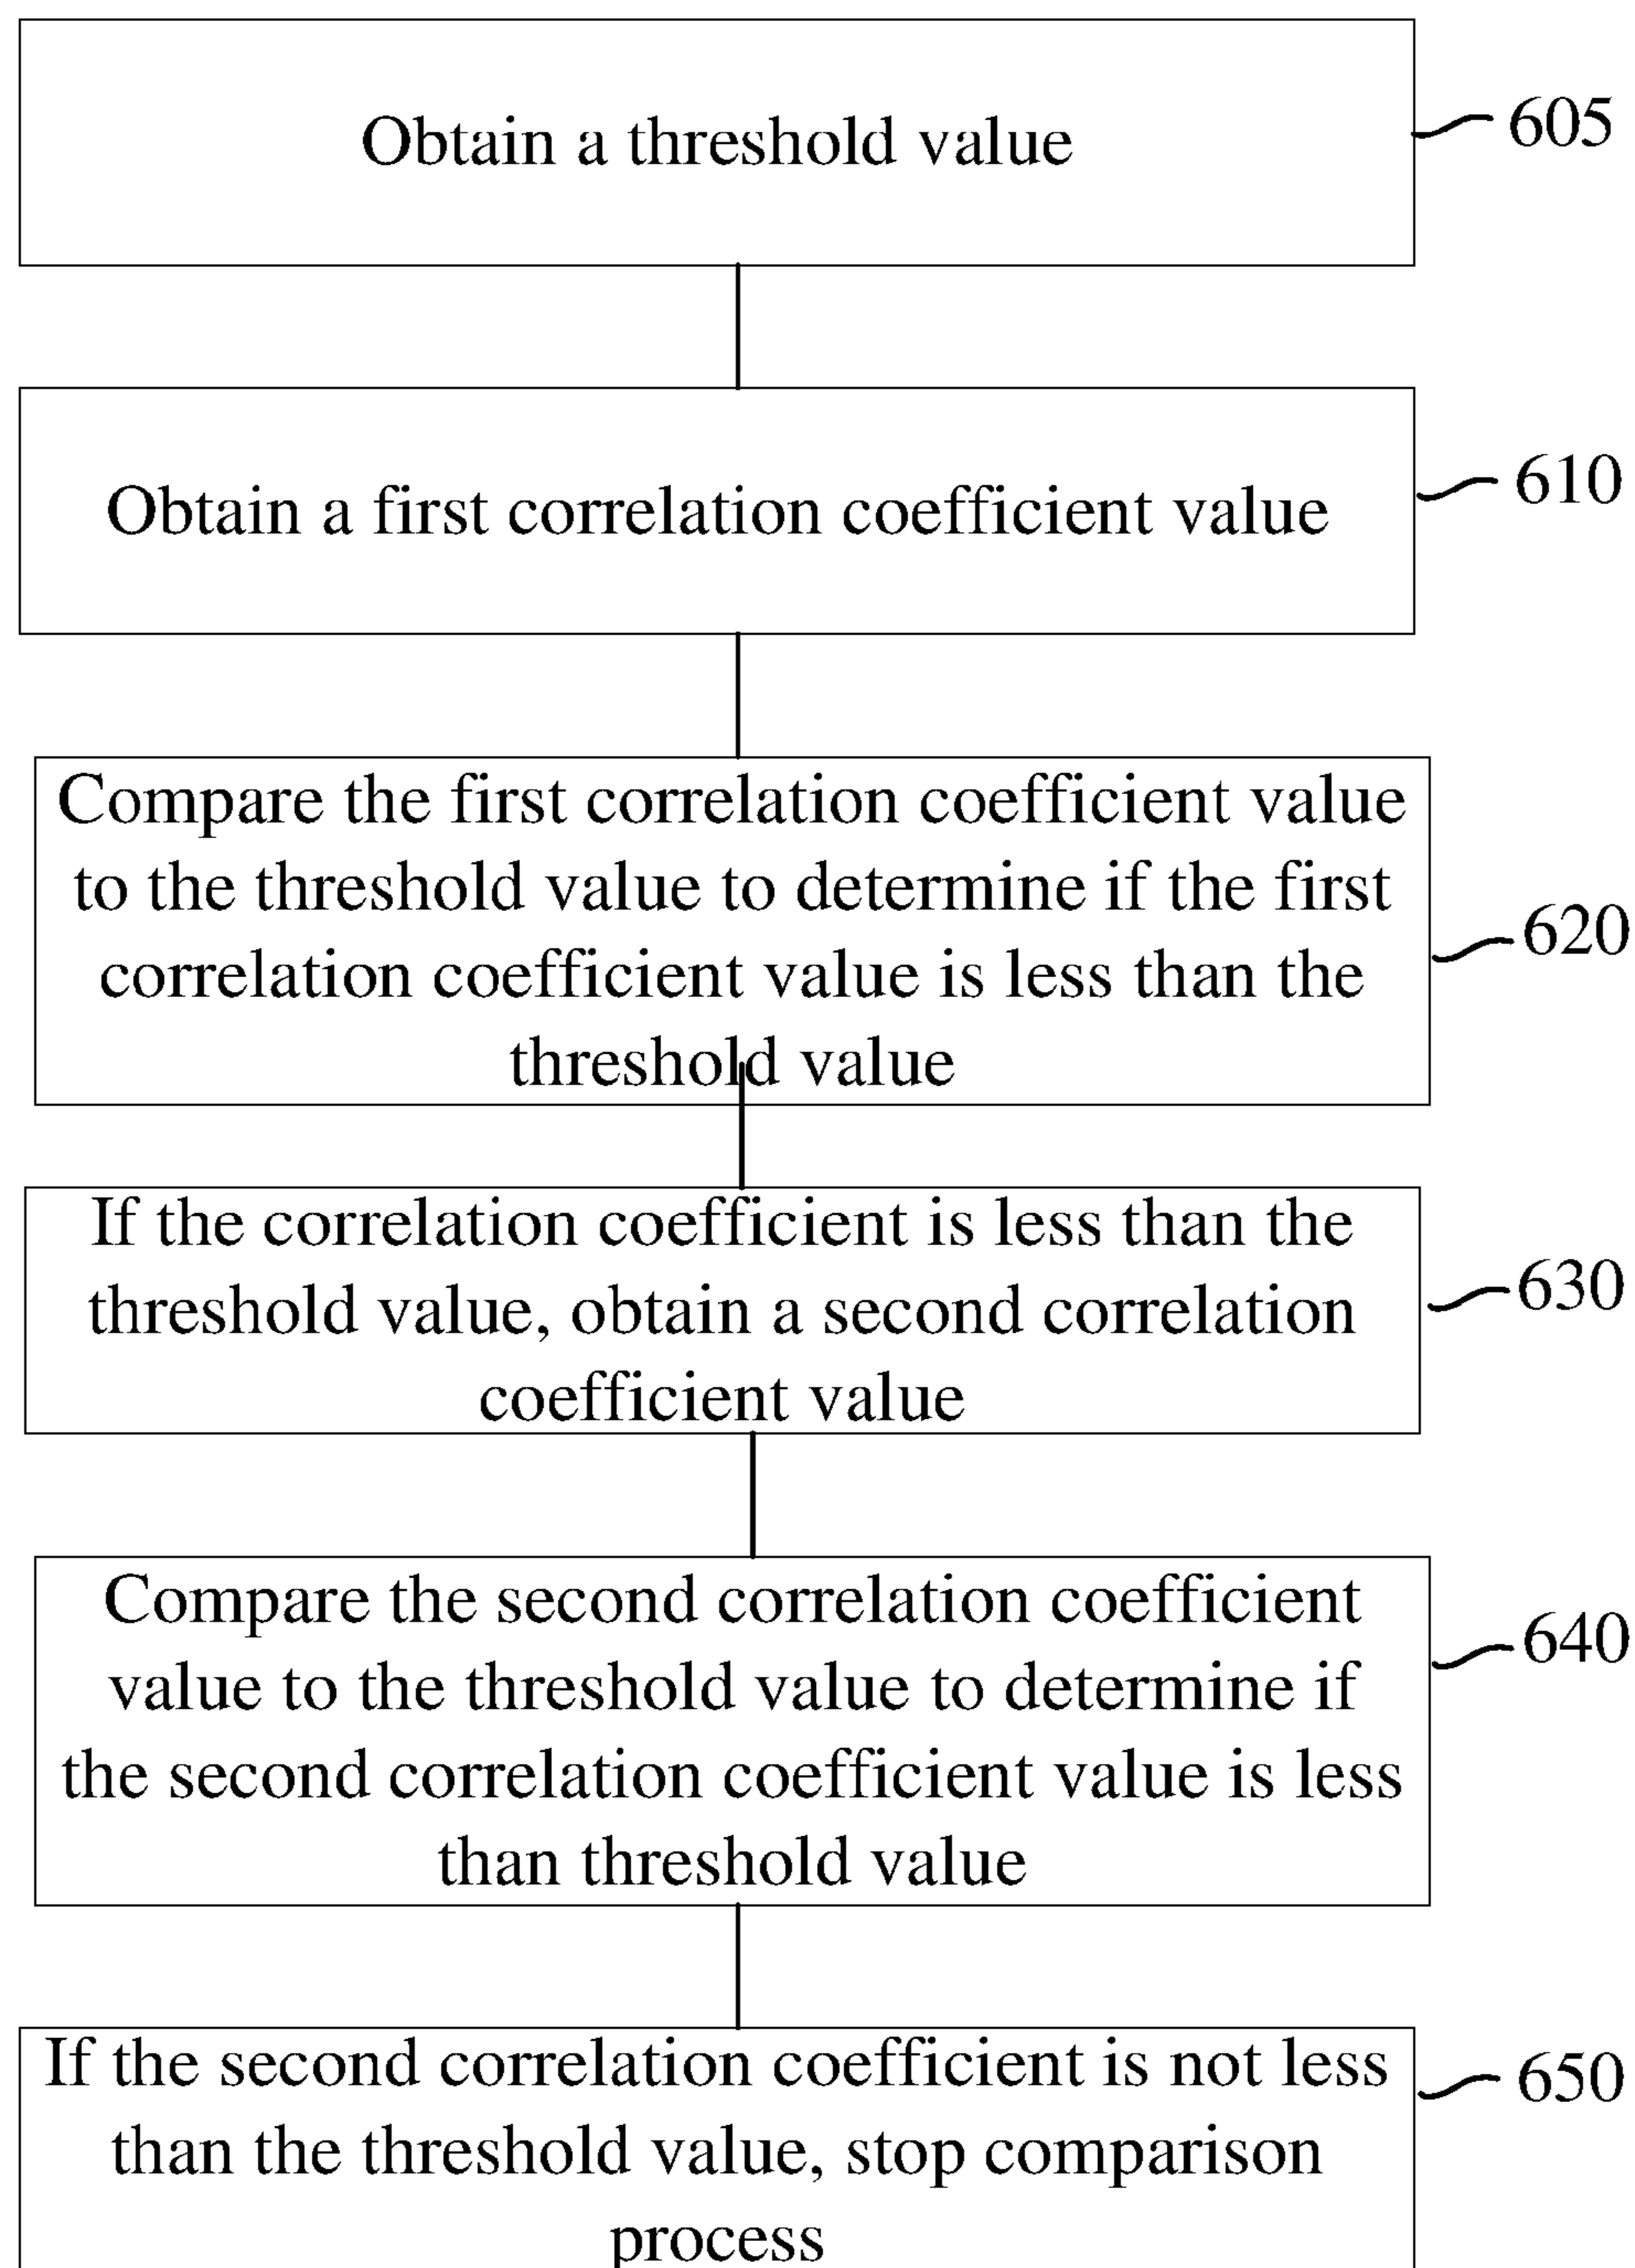 Obtain a threshold value
605
Obtain a first correlation coefficient value
610
Compare the first correlation coefficient value
to the threshold value to determine if the first
correlation coefficient value is less than the
threshold value
620
If the correlation coefficient is less than the
threshold value, obtain a second correlation
coefficient value
630
Compare the second correlation coefficient
value to the threshold value to determine if
the second correlation coefficient value is less
than threshold value
640
If the second correlation coefficient is not less
than the threshold value, stop comparison
process
650